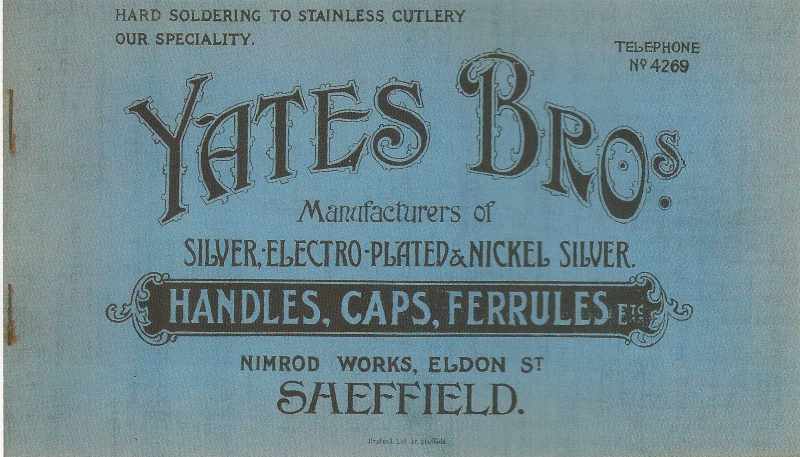 HARD SOLDERING TO STAINLESS CUTLERY
OUR SPECIALITY.
TELEPHONE
Nº 4269
YATES BROS.
Manufacturers of
SILVER,-ELECTRO-PLATED & NICKEL SILVER.
HANDLES, CAPS, FERRULES ETC
NIMROD WORKS, ELDON ST
SHEFFIELD.